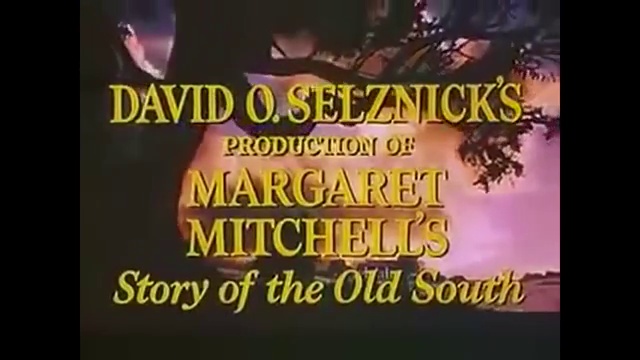 DAVID O. SELZNICK'S
PRODUCTION OF
MARGARET
MITCHELL'S
Story of the Old South